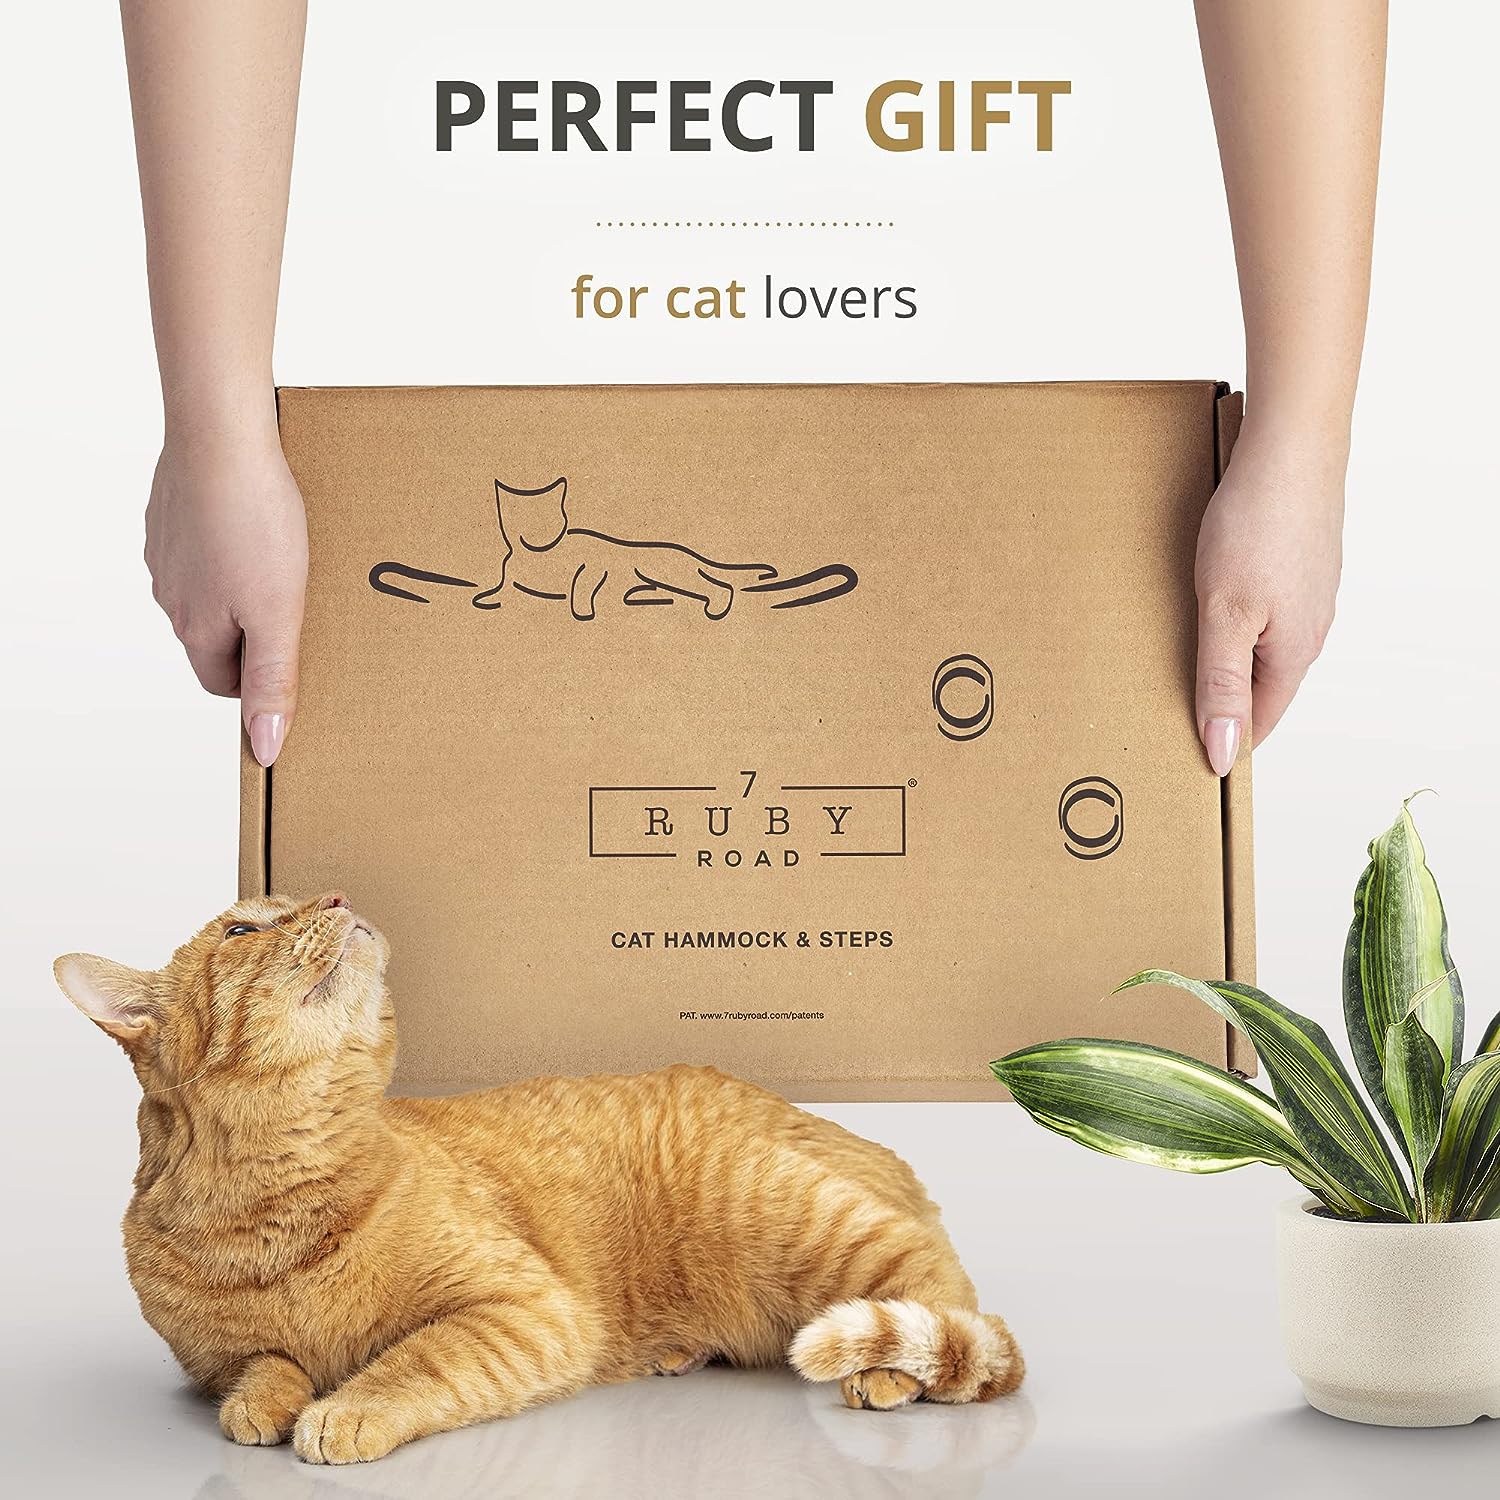 PERFECT GIFT
for cat lovers
7
RUBY®
ROAD
CAT HAMMOCK & STEPS
PAT. www.7rubyroad.com/patents